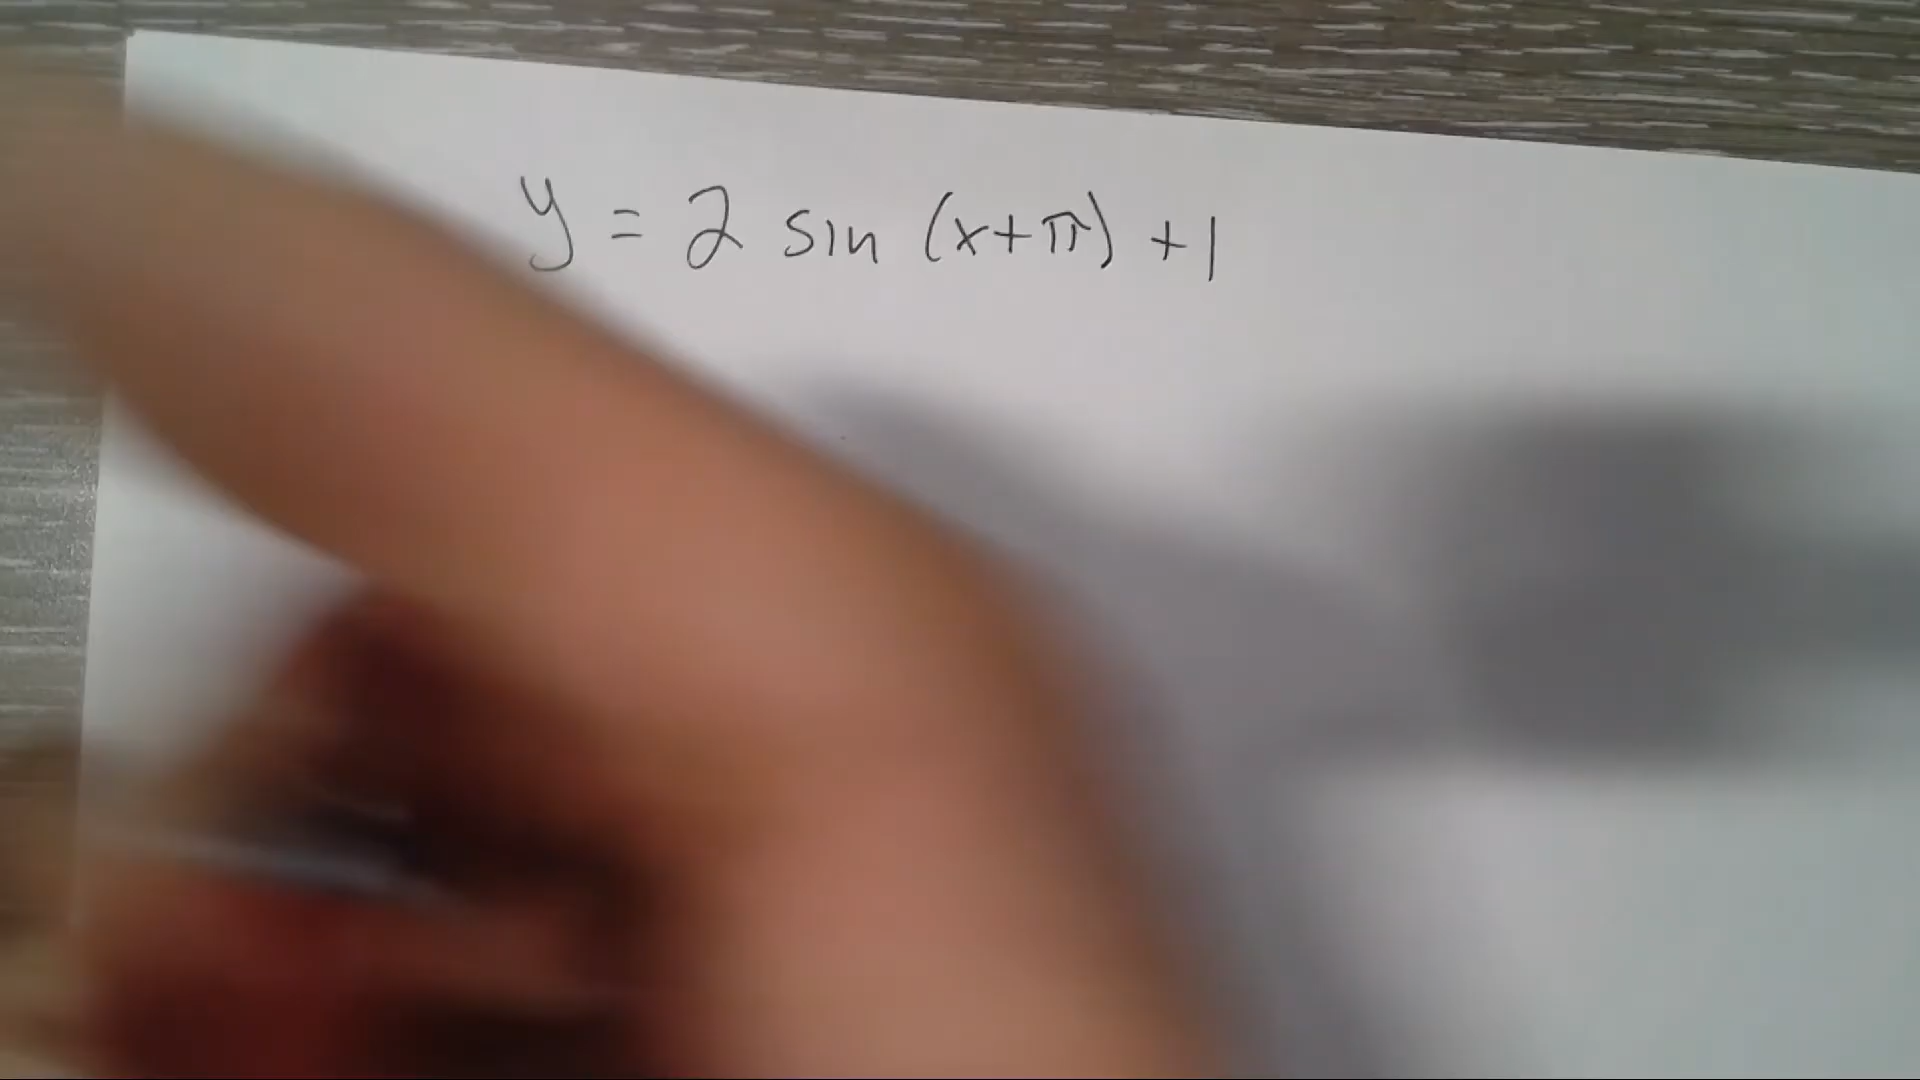 y = 2 sin (x+π) +1